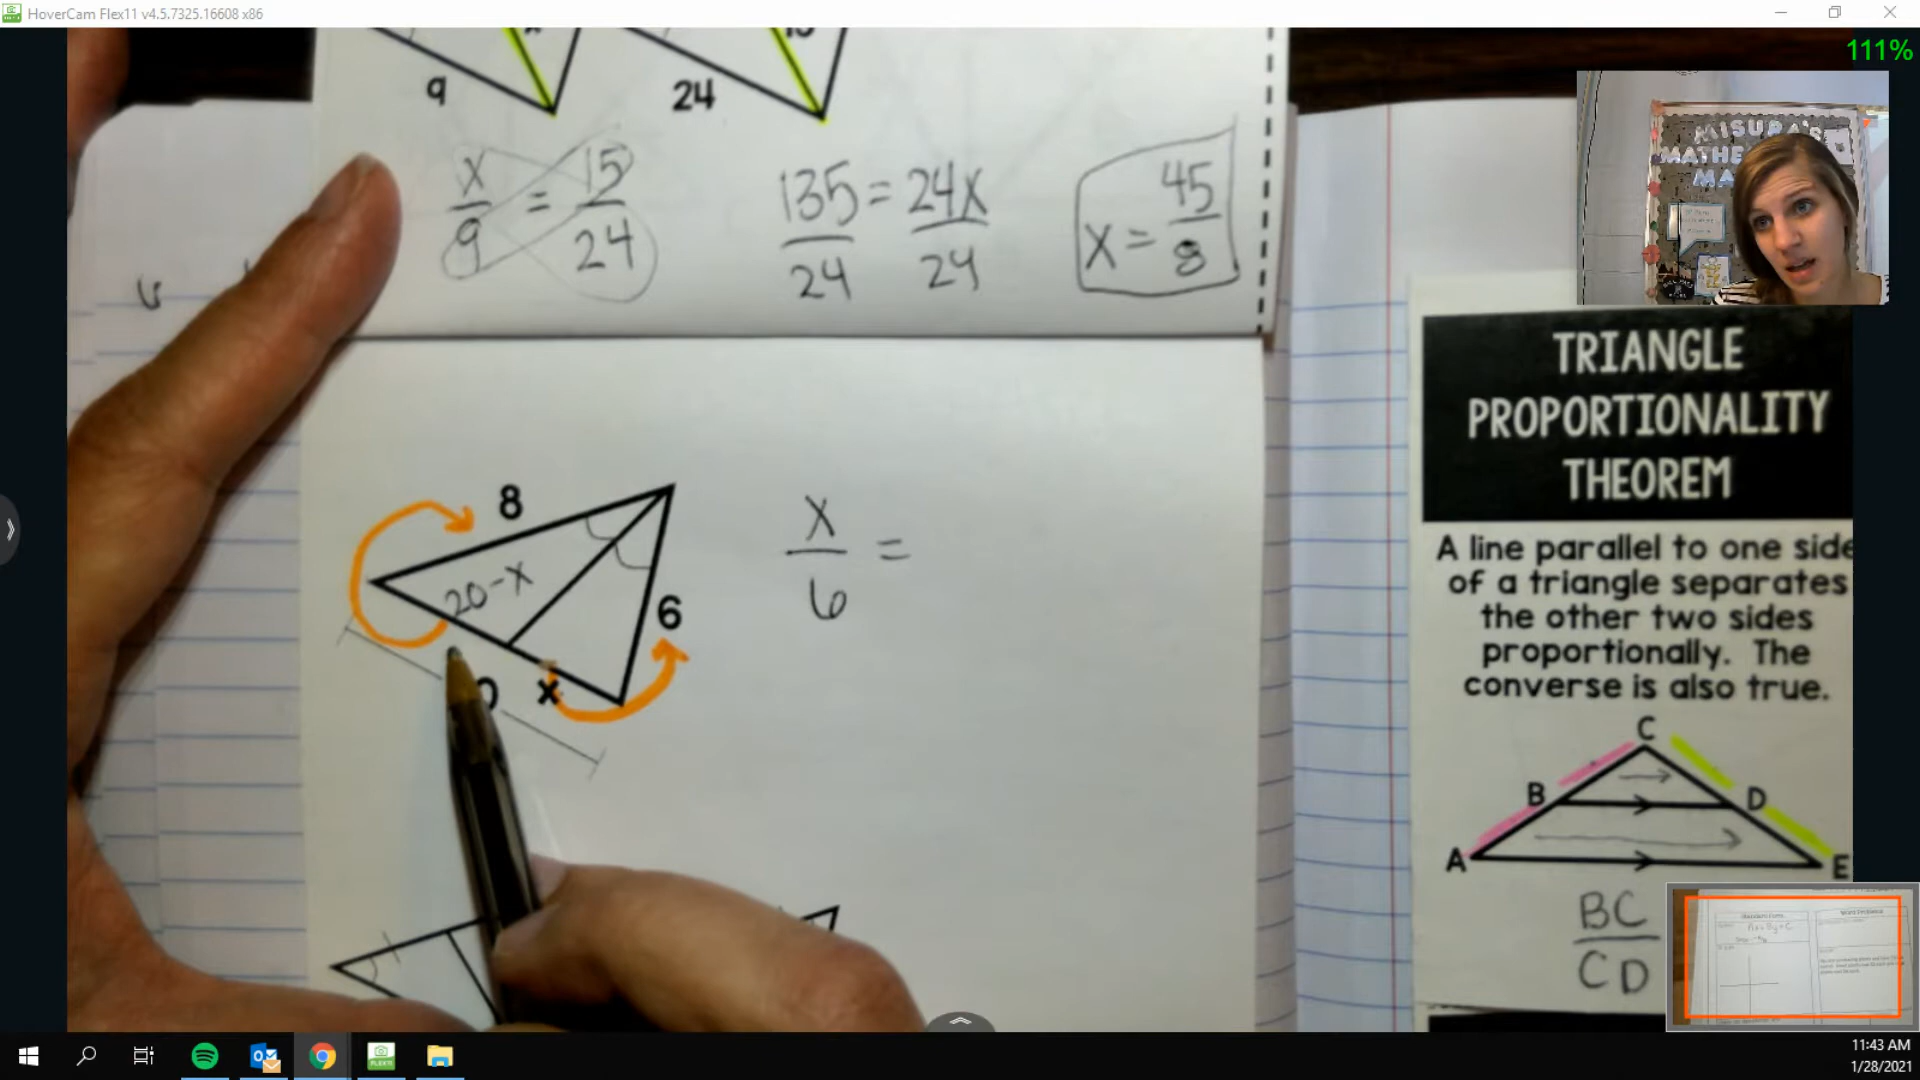 HoverCam Flex11 v4.5.7325.16608 x86
111%
MISURA'S
9
24
x/9 = 15/24
135/24 = 24x/24
x = 45/8
8
20-x
6
x
x/6 =
TRIANGLE
PROPORTIONALITY
THEOREM
A line parallel to one side
of a triangle separates
the other two sides
proportionally. The
converse is also true.
C
B
D
A
E
BC/CD
11:43 AM
1/28/2021